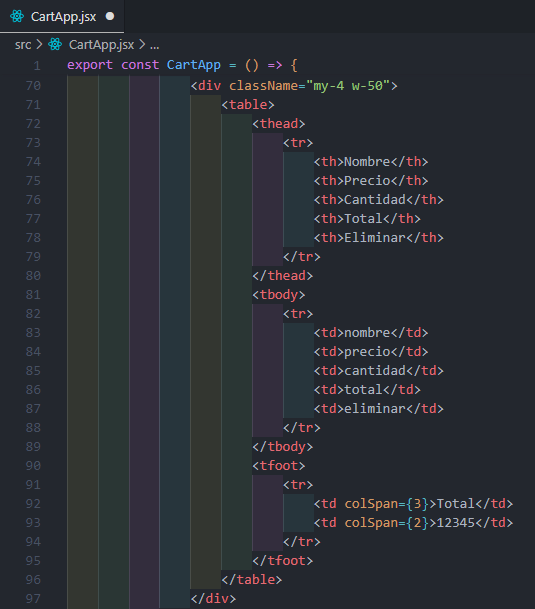 CartApp.jsx
src > CartApp.jsx > ...
1 export const CartApp = () => {
70 <div className="my-4 w-50">
71 <table>
72 <thead>
73 <tr>
74 <th>Nombre</th>
75 <th>Precio</th>
76 <th>Cantidad</th>
77 <th>Total</th>
78 <th>Eliminar</th>
79 </tr>
80 </thead>
81 <tbody>
82 <tr>
83 <td>nombre</td>
84 <td>precio</td>
85 <td>cantidad</td>
86 <td>total</td>
87 <td>eliminar</td>
88 </tr>
89 </tbody>
90 <tfoot>
91 <tr>
92 <td colSpan={3}>Total</td>
93 <td colSpan={2}>12345</td>
94 </tr>
95 </tfoot>
96 </table>
97 </div>